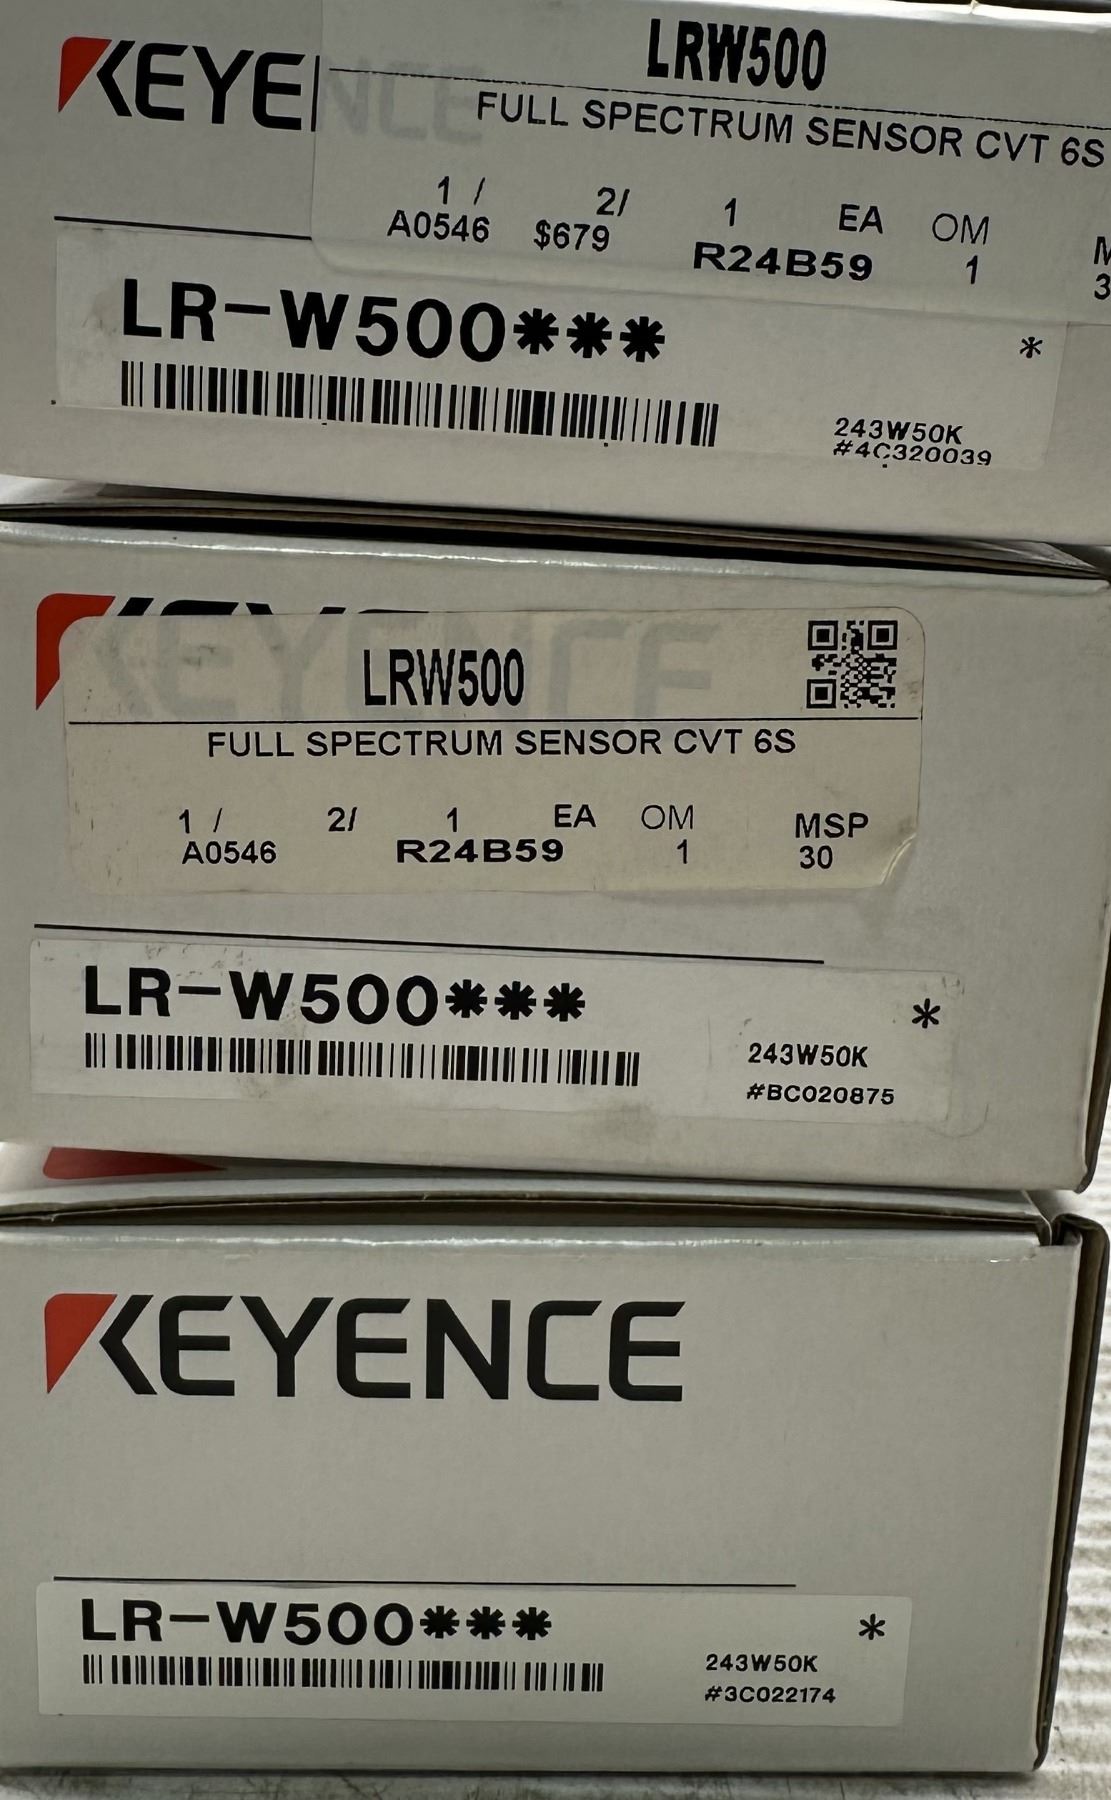 KEYENCE
LRW500
FULL SPECTRUM SENSOR CVT 6S
1 / 2/ 1 EA OM
A0546 $679 R24B59 1 3
LR-W500***
*
243W50K
#4C320039
KEYENCE
LRW500
FULL SPECTRUM SENSOR CVT 6S
1 / 2/ 1 EA OM MSP
A0546 R24B59 1 30
LR-W500***
*
243W50K
#BC020875
KEYENCE
LR-W500***
*
243W50K
#3C022174